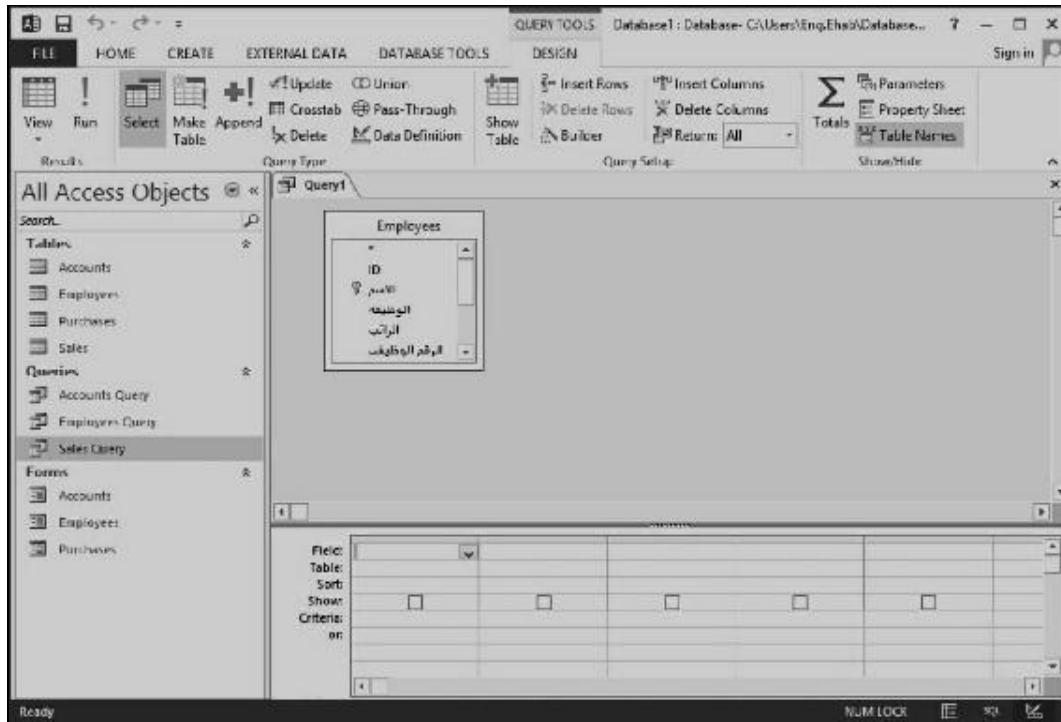 QUERY TOOLS Database1 : Database- C:\Users\Eng.Ehab\Database... ?
FILE HOME CREATE EXTERNAL DATA DATABASE TOOLS DESIGN Sign in
View Run Select Make Table Append
Update Union
Crosstab Pass-Through
Delete Data Definition
Show Table
Insert Rows Insert Columns
Delete Rows Delete Columns
Builder Return: All
Totals
Parameters
Property Sheet
Table Names
Results Query Type Query Setup Show/Hide
All Access Objects
Search...
Tables
Accounts
Employees
Purchases
Sales
Queries
Accounts Query
Employees Query
Sales Query
Forms
Accounts
Employees
Purchases
Query1
Employees
*
ID
الاسم
الوظيفه
الراتب
الرقم الوظيفى
Field:
Table:
Sort:
Show:
Criteria:
or:
Ready NUM LOCK SQL